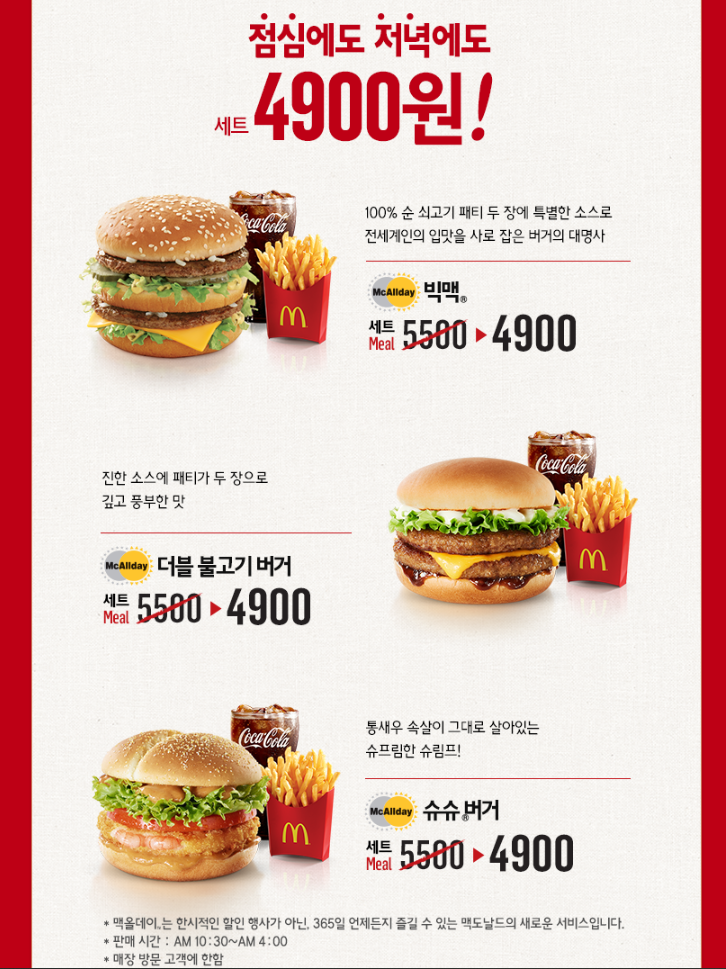 점심에도 저녁에도
세트 4900원!
Coca-Cola
100% 순 쇠고기 패티 두 장에 특별한 소스로
전세계인의 입맛을 사로 잡은 버거의 대명사
McAllday 빅맥®
세트 Meal 5500 ▶ 4900
진한 소스에 패티가 두 장으로
깊고 풍부한 맛
McAllday 더블 불고기 버거
세트 Meal 5500 ▶ 4900
Coca-Cola
Coca-Cola
통새우 속살이 그대로 살아있는
슈프림한 슈림프!
McAllday 슈슈®버거
세트 Meal 5500 ▶ 4900
* 맥올데이는 한시적인 할인 행사가 아닌, 365일 언제든지 즐길 수 있는 맥도날드의 새로운 서비스입니다.
* 판매 시간 : AM 10:30~AM 4:00
* 매장 방문 고객에 한함